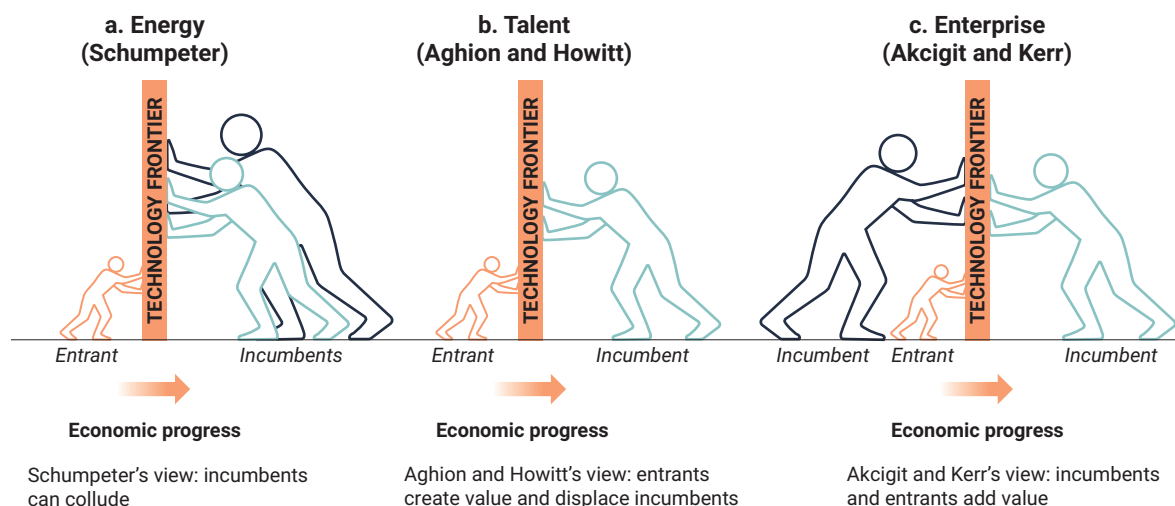 a. Energy
(Schumpeter)
TECHNOLOGY FRONTIER
Entrant
Incumbents
Economic progress
Schumpeter's view: incumbents
can collude
b. Talent
(Aghion and Howitt)
TECHNOLOGY FRONTIER
Entrant
Incumbent
Economic progress
Aghion and Howitt's view: entrants
create value and displace incumbents
c. Enterprise
(Akcigit and Kerr)
TECHNOLOGY FRONTIER
Incumbent
Entrant
Incumbent
Economic progress
Akcigit and Kerr's view: incumbents
and entrants add value